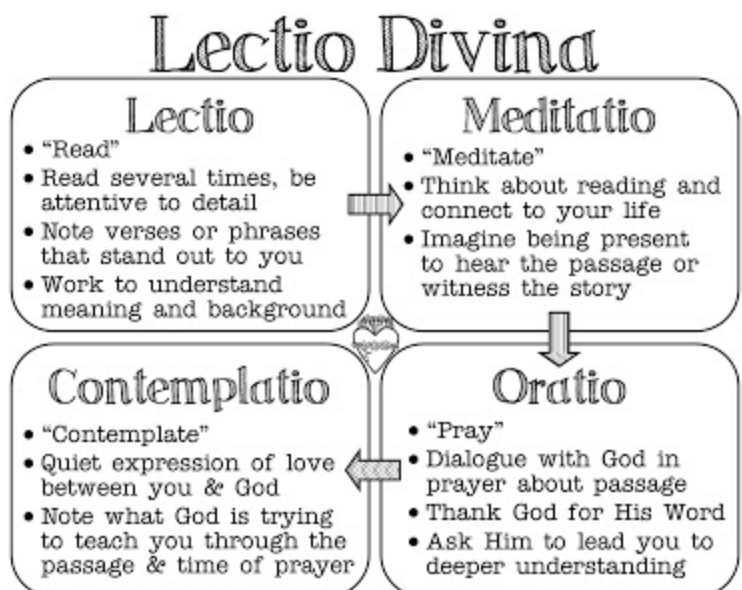 Lectio Divina
Lectio
• “Read”
• Read several times, be
attentive to detail
• Note verses or phrases
that stand out to you
• Work to understand
meaning and background
Meditatio
• “Meditate”
• Think about reading and
connect to your life
• Imagine being present
to hear the passage or
witness the story
Oratio
• “Pray”
• Dialogue with God in
prayer about passage
• Thank God for His Word
• Ask Him to lead you to
deeper understanding
Contemplatio
• “Contemplate”
• Quiet expression of love
between you & God
• Note what God is trying
to teach you through the
passage & time of prayer